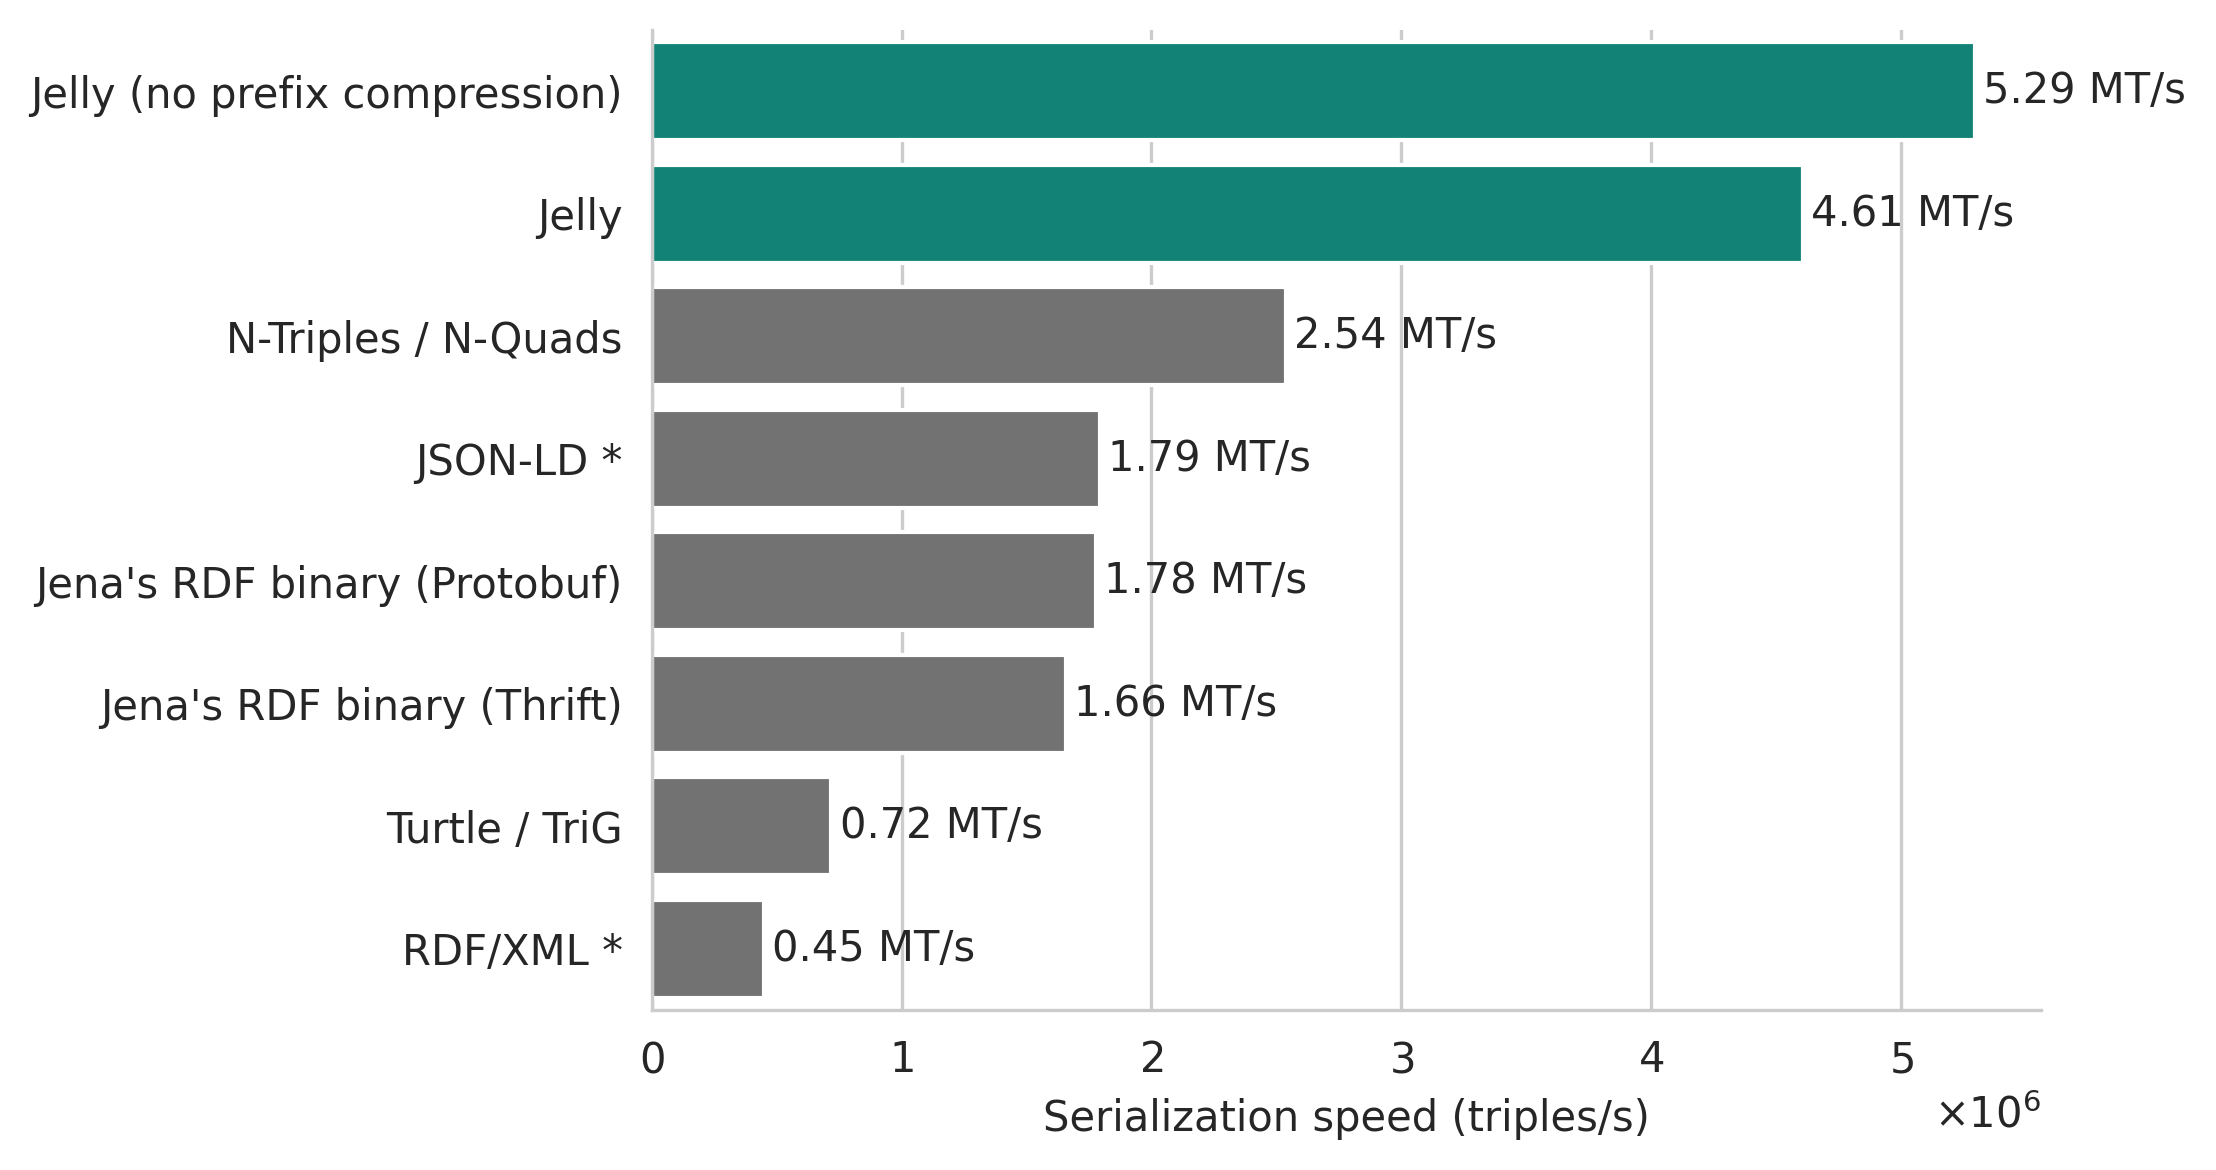 Jelly (no prefix compression) 5.29 MT/s
Jelly 4.61 MT/s
N-Triples / N-Quads 2.54 MT/s
JSON-LD * 1.79 MT/s
Jena's RDF binary (Protobuf) 1.78 MT/s
Jena's RDF binary (Thrift) 1.66 MT/s
Turtle / TriG 0.72 MT/s
RDF/XML * 0.45 MT/s
0 1 2 3 4 5
Serialization speed (triples/s) ×10⁶